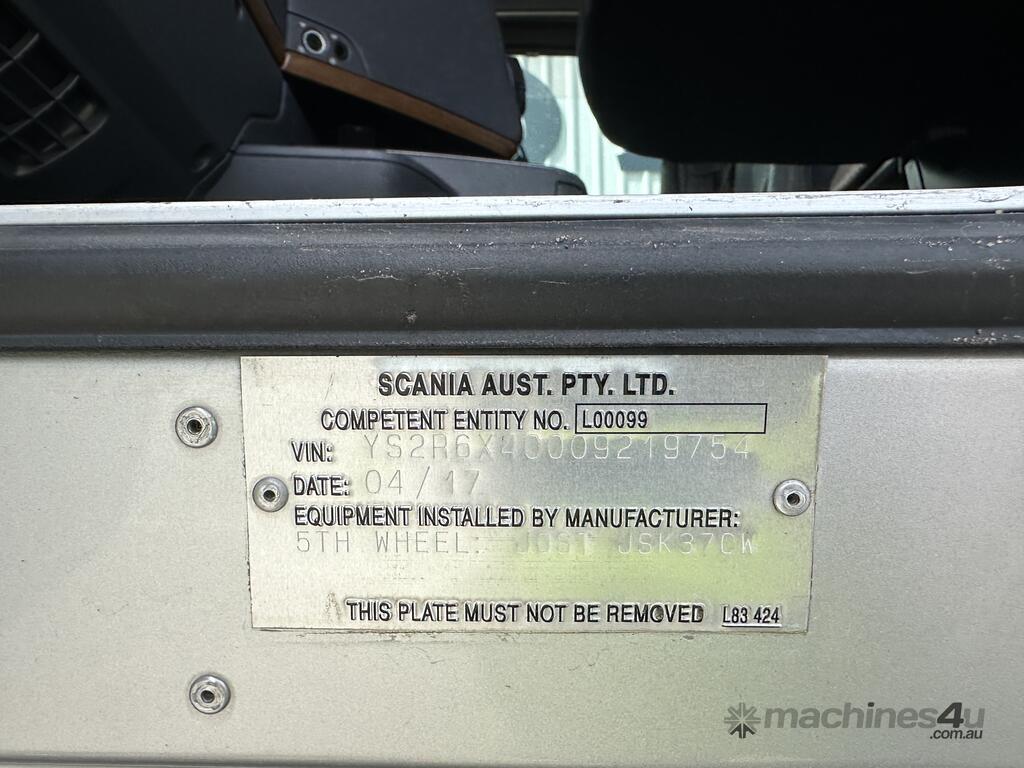 SCANIA AUST. PTY. LTD.
COMPETENT ENTITY NO. L00099
VIN: YS2R6X40009219754
DATE: 04/17
EQUIPMENT INSTALLED BY MANUFACTURER:
5TH WHEEL: JOST JSK37CW
THIS PLATE MUST NOT BE REMOVED L83 424
machines4u
.com.au